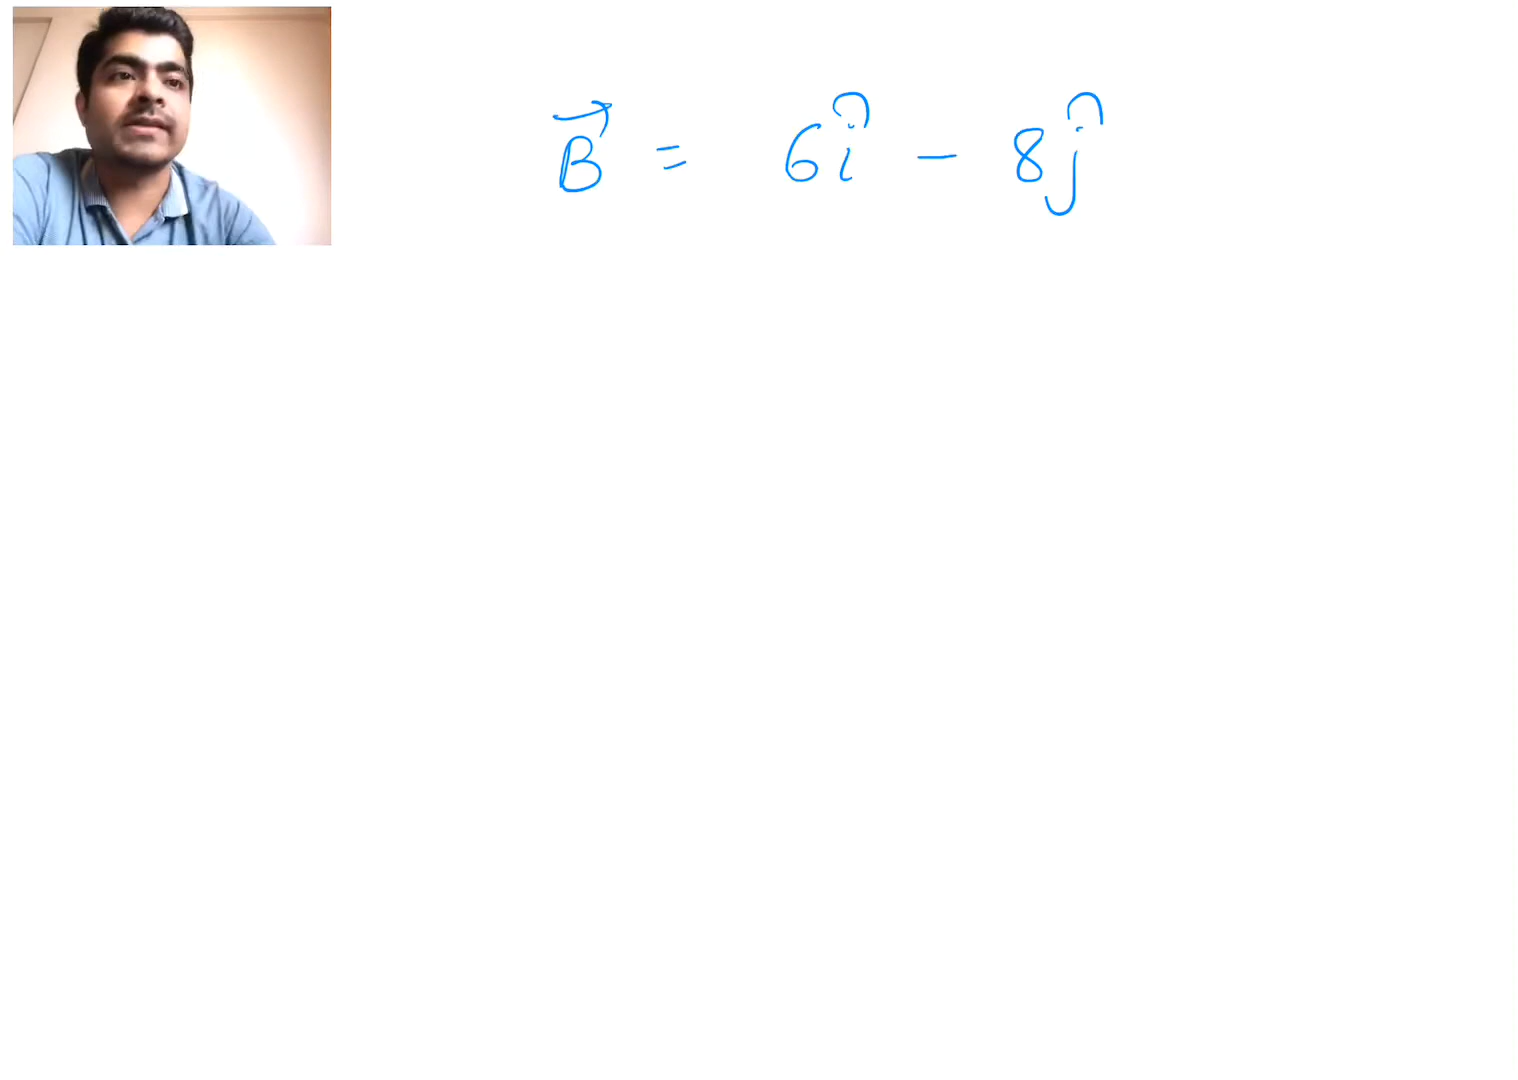 B⃗ = 6î - 8ĵ